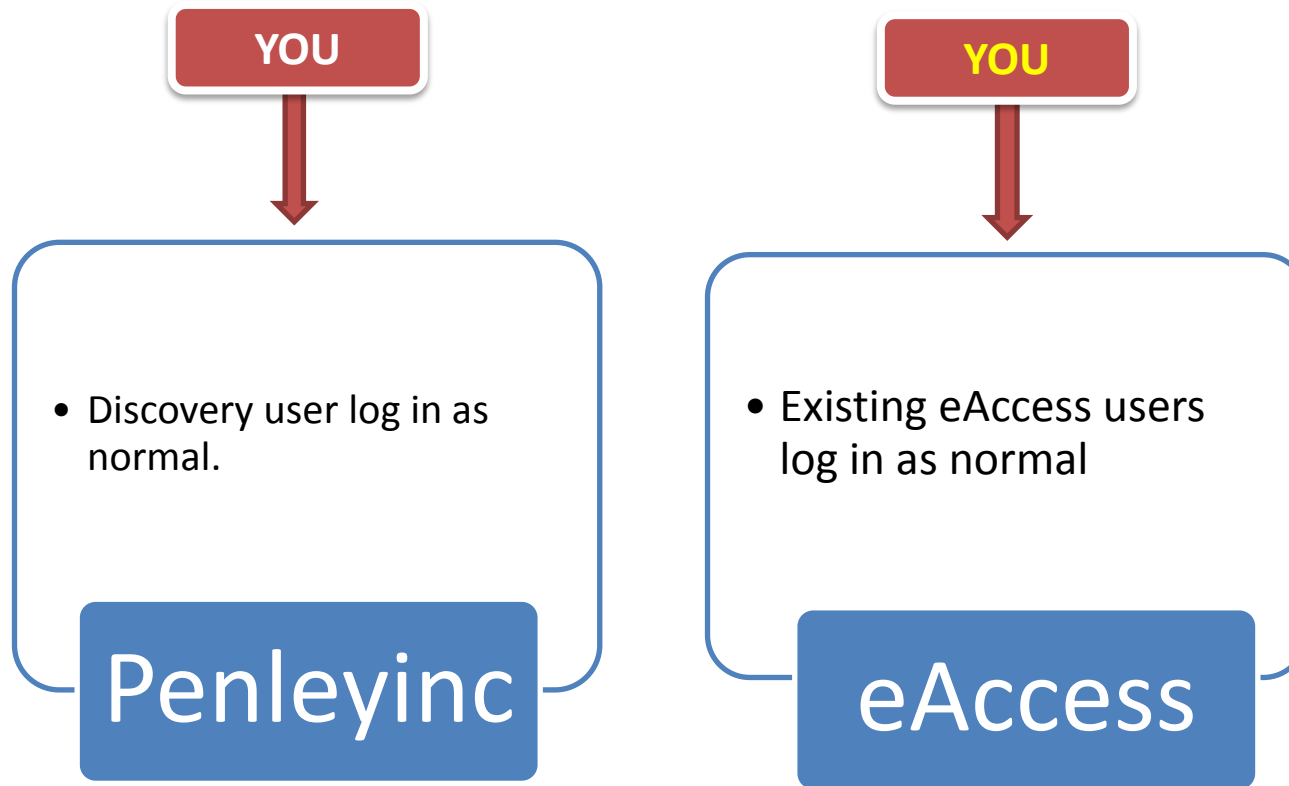 YOU
• Discovery user log in as
normal.
Penleyinc
YOU
• Existing eAccess users
log in as normal
eAccess